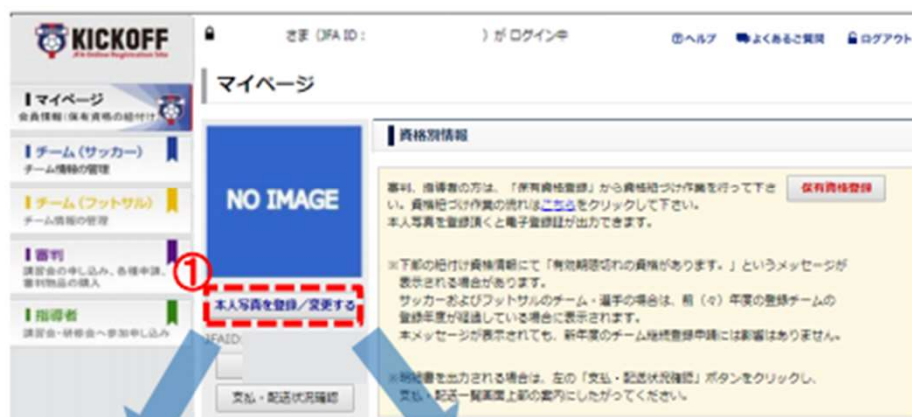 KICKOFF
JFA Online Registration Site
さま (JFA ID : ) が ログイン中
ヘルプ
よくあるご質問
ログアウト
マイページ
マイページ
会員情報(保有資格の紐付け)
チーム (サッカー)
チーム情報の管理
チーム (フットサル)
チーム情報の管理
審判
講習会の申し込み、各種申請、
審判物品の購入
指導者
講習会・研修会へ参加申し込み
NO IMAGE
①
本人写真を登録/変更する
JFAID:
支払・配送状況確認
資格別情報
審判、指導者の方は、「保有資格登録」から資格紐づけ作業を行って下さ
い。資格紐づけ作業の流れはこちらをクリックして下さい。
本人写真を登録頂くと電子登録証が出力できます。
保有資格登録
※下部の紐付け資格情報にて「有効期限切れの資格があります。」というメッセージが
表示される場合があります。
サッカーおよびフットサルのチーム・選手の場合は、前(々)年度の登録チームの
登録年度が経過している場合に表示されます。
本メッセージが表示されても、新年度のチーム継続登録申請には影響はありません。
※明細書を出力される場合は、左の「支払・配送状況確認」ボタンをクリックし、
支払・配送一覧画面上部の案内にしたがってください。